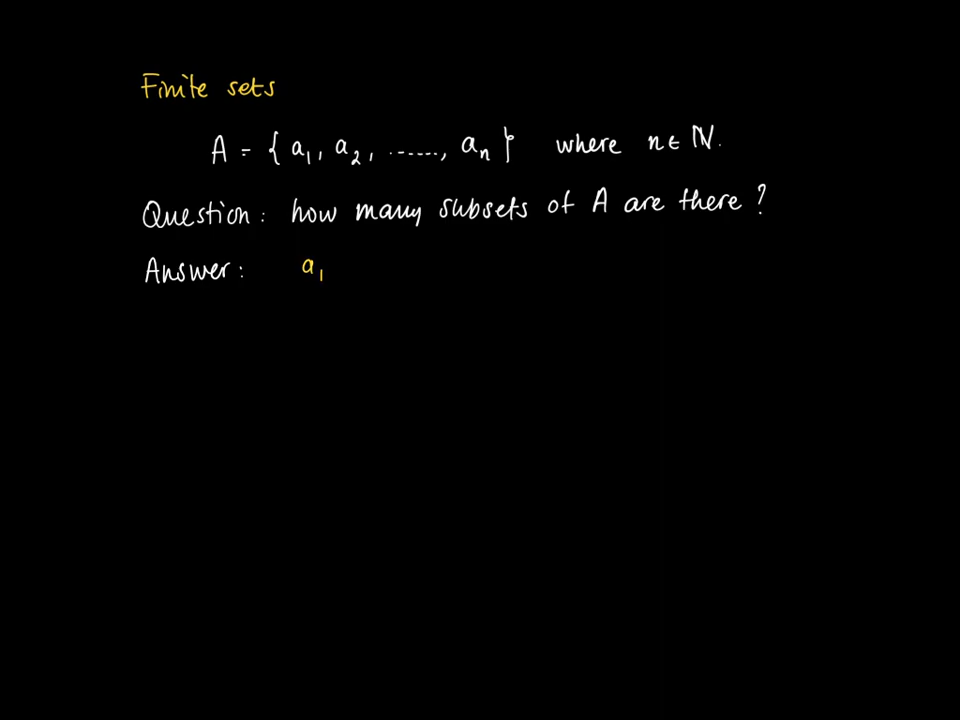 Finite sets
A = { a₁, a₂, ......, aₙ } where n ∈ ℕ.
Question: how many subsets of A are there?
Answer: a₁